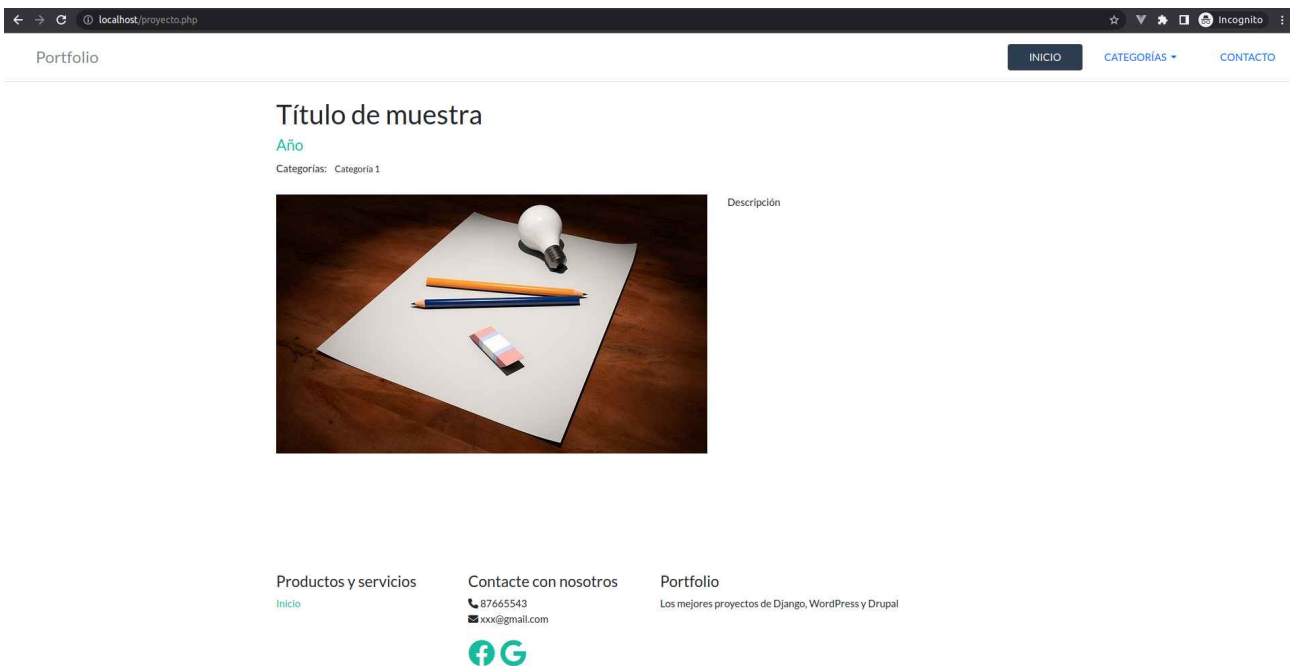 localhost/proyecto.php
Incognito
Portfolio
INICIO
CATEGORÍAS
CONTACTO
Título de muestra
Año
Categorías: Categoría 1
Descripción
Productos y servicios
Inicio
Contacte con nosotros
87665543
xxx@gmail.com
Portfolio
Los mejores proyectos de Django, WordPress y Drupal